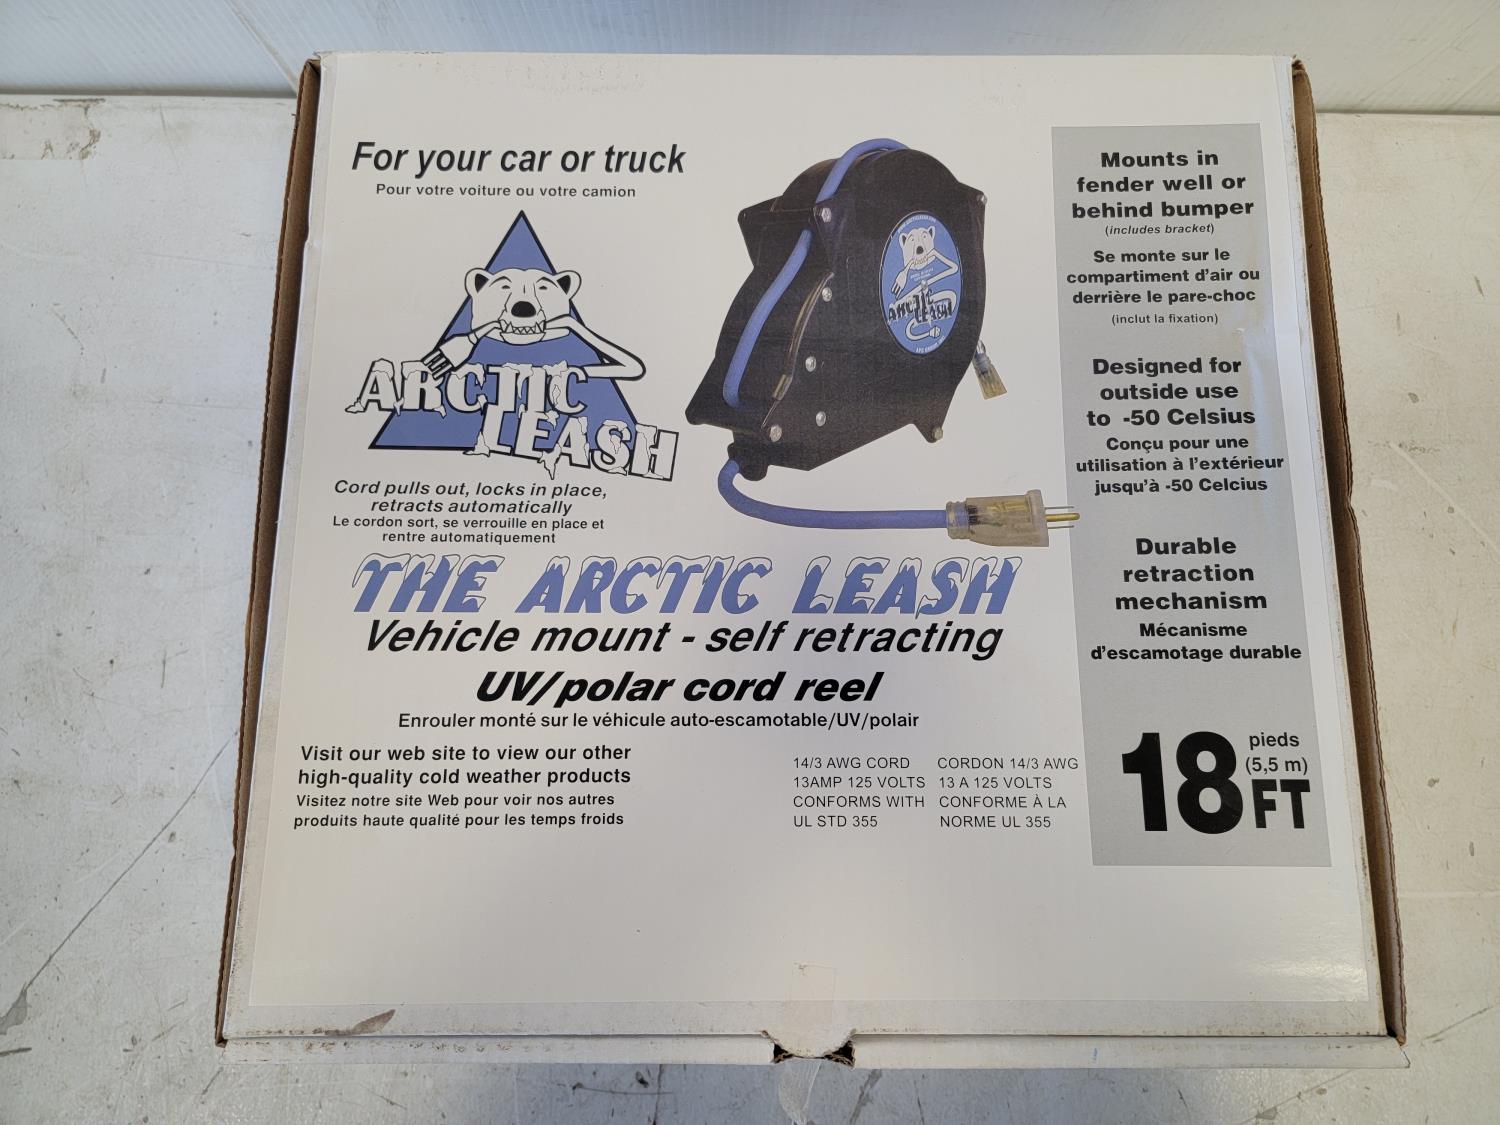 For your car or truck
Pour votre voiture ou votre camion
ARCTIC
LEASH
Cord pulls out, locks in place,
retracts automatically
Le cordon sort, se verrouille en place et
rentre automatiquement
ARCTIC
LEASH
THE ARCTIC LEASH
Vehicle mount - self retracting
UV/polar cord reel
Enrouler monté sur le véhicule auto-escamotable/UV/polair
Visit our web site to view our other
high-quality cold weather products
Visitez notre site Web pour voir nos autres
produits haute qualité pour les temps froids
14/3 AWG CORD
13AMP 125 VOLTS
CONFORMS WITH
UL STD 355
CORDON 14/3 AWG
13 A 125 VOLTS
CONFORME À LA
NORME UL 355
Mounts in
fender well or
behind bumper
(includes bracket)
Se monte sur le
compartiment d'air ou
derrière le pare-choc
(inclut la fixation)
Designed for
outside use
to -50 Celsius
Conçu pour une
utilisation à l'extérieur
jusqu'à -50 Celcius
Durable
retraction
mechanism
Mécanisme
d'escamotage durable
18 FT
pieds
(5,5 m)